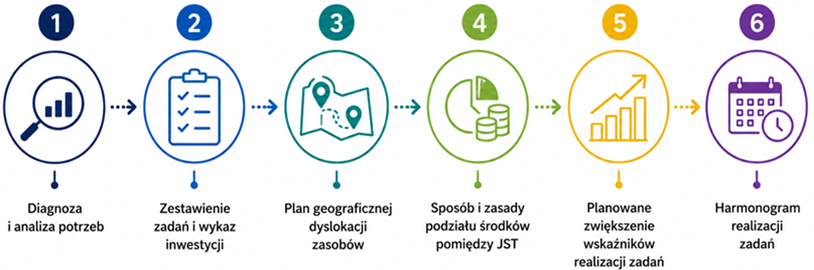 1
2
3
4
5
6
Diagnoza
i analiza potrzeb
Zestawienie
zadań i wykaz
inwestycji
Plan geograficznej
dyslokacji
zasobów
Sposób i zasady
podziału środków
pomiędzy JST
Planowane
zwiększenie
wskaźników
realizacji zadań
Harmonogram
realizacji
zadań